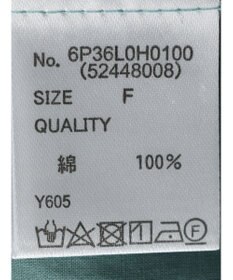 No. 6P36L0H0100
(52448008)
SIZE F
QUALITY
綿 100%
Y605
F